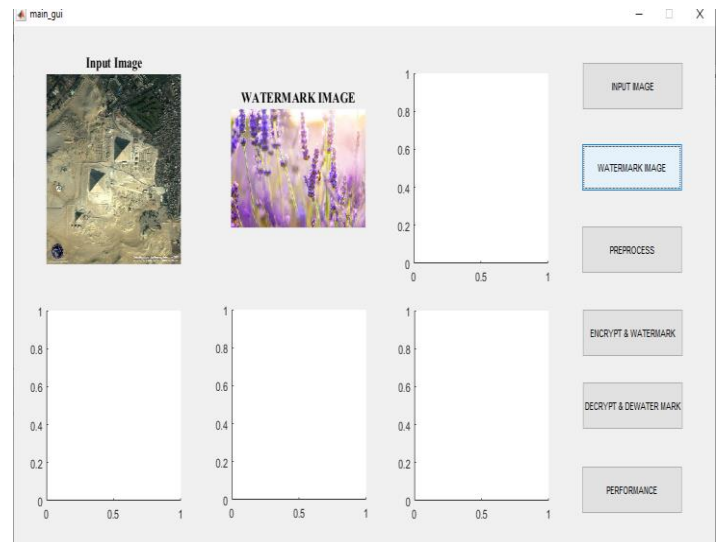 main_gui
X
Input Image
WATERMARK IMAGE
1
0.8
0.6
0.4
0.2
0
0 0.5 1
INPUT IMAGE
WATERMARK IMAGE
PREPROCESS
ENCRYPT & WATERMARK
DECRYPT & DEWATER MARK
PERFORMANCE
1
0.8
0.6
0.4
0.2
0
0 0.5 1
1
0.8
0.6
0.4
0.2
0
0 0.5 1
1
0.8
0.6
0.4
0.2
0
0 0.5 1